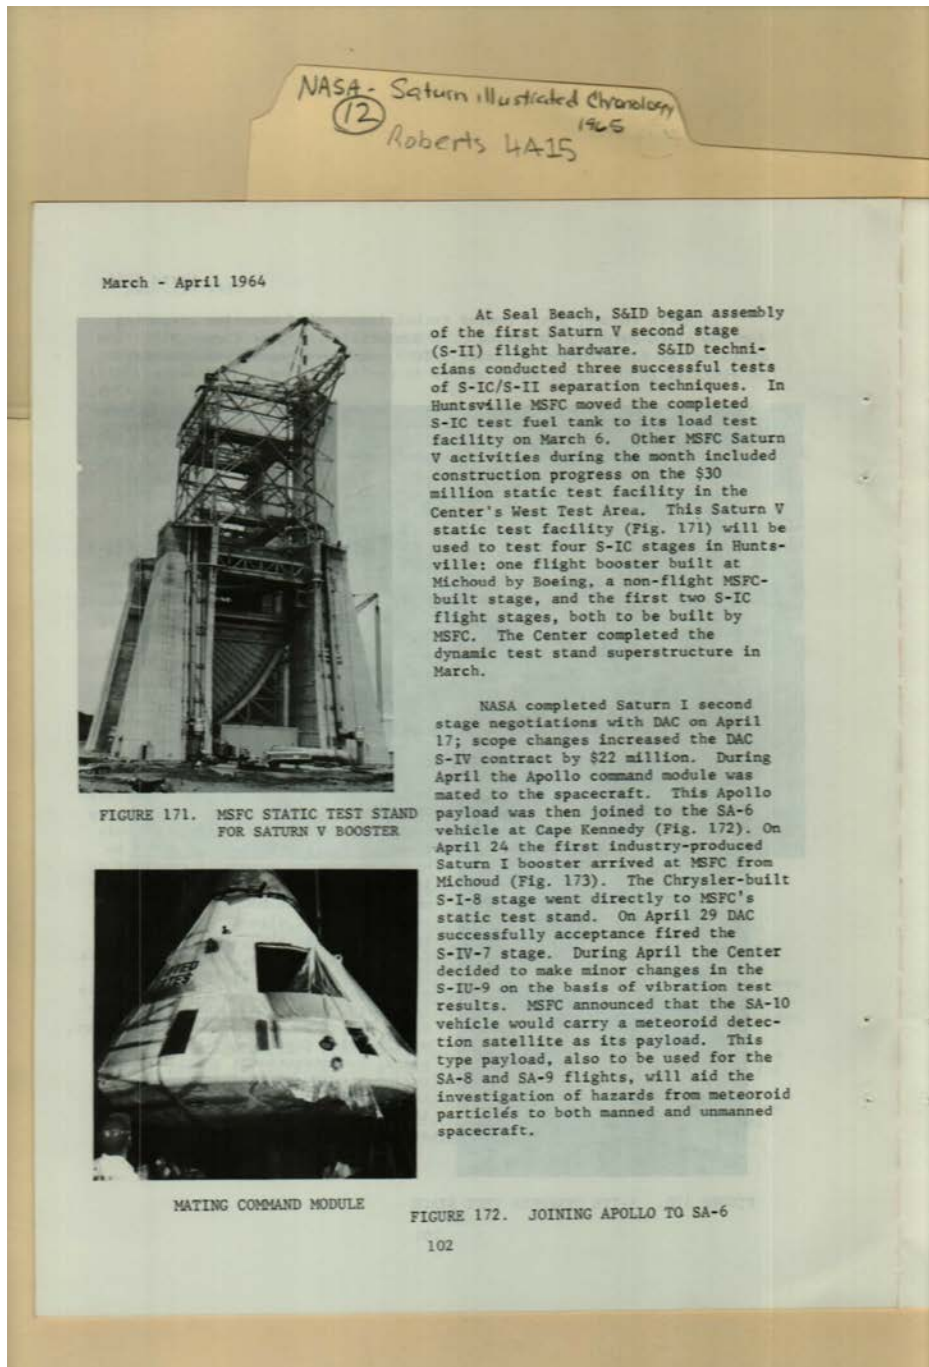 NASA - Saturn illustrated Chronology
12
1965
Roberts 4A15
March - April 1964
At Seal Beach, S&ID began assembly
of the first Saturn V second stage
(S-II) flight hardware. S&ID techni-
cians conducted three successful tests
of S-IC/S-II separation techniques. In
Huntsville MSFC moved the completed
S-IC test fuel tank to its load test
facility on March 6. Other MSFC Saturn
V activities during the month included
construction progress on the $30
million static test facility in the
Center's West Test Area. This Saturn V
static test facility (Fig. 171) will be
used to test four S-IC stages in Hunts-
ville: one flight booster built at
Michoud by Boeing, a non-flight MSFC-
built stage, and the first two S-IC
flight stages, both to be built by
MSFC. The Center completed the
dynamic test stand superstructure in
March.
NASA completed Saturn I second
stage negotiations with DAC on April
17; scope changes increased the DAC
S-IV contract by $22 million. During
April the Apollo command module was
mated to the spacecraft. This Apollo
payload was then joined to the SA-6
vehicle at Cape Kennedy (Fig. 172). On
April 24 the first industry-produced
Saturn I booster arrived at MSFC from
Michoud (Fig. 173). The Chrysler-built
S-I-8 stage went directly to MSFC's
static test stand. On April 29 DAC
successfully acceptance fired the
S-IV-7 stage. During April the Center
decided to make minor changes in the
S-IU-9 on the basis of vibration test
results. MSFC announced that the SA-10
vehicle would carry a meteoroid detec-
tion satellite as its payload. This
type payload, also to be used for the
SA-8 and SA-9 flights, will aid the
investigation of hazards from meteoroid
particles to both manned and unmanned
spacecraft.
FIGURE 171. MSFC STATIC TEST STAND
FOR SATURN V BOOSTER
MATING COMMAND MODULE
FIGURE 172. JOINING APOLLO TO SA-6
102